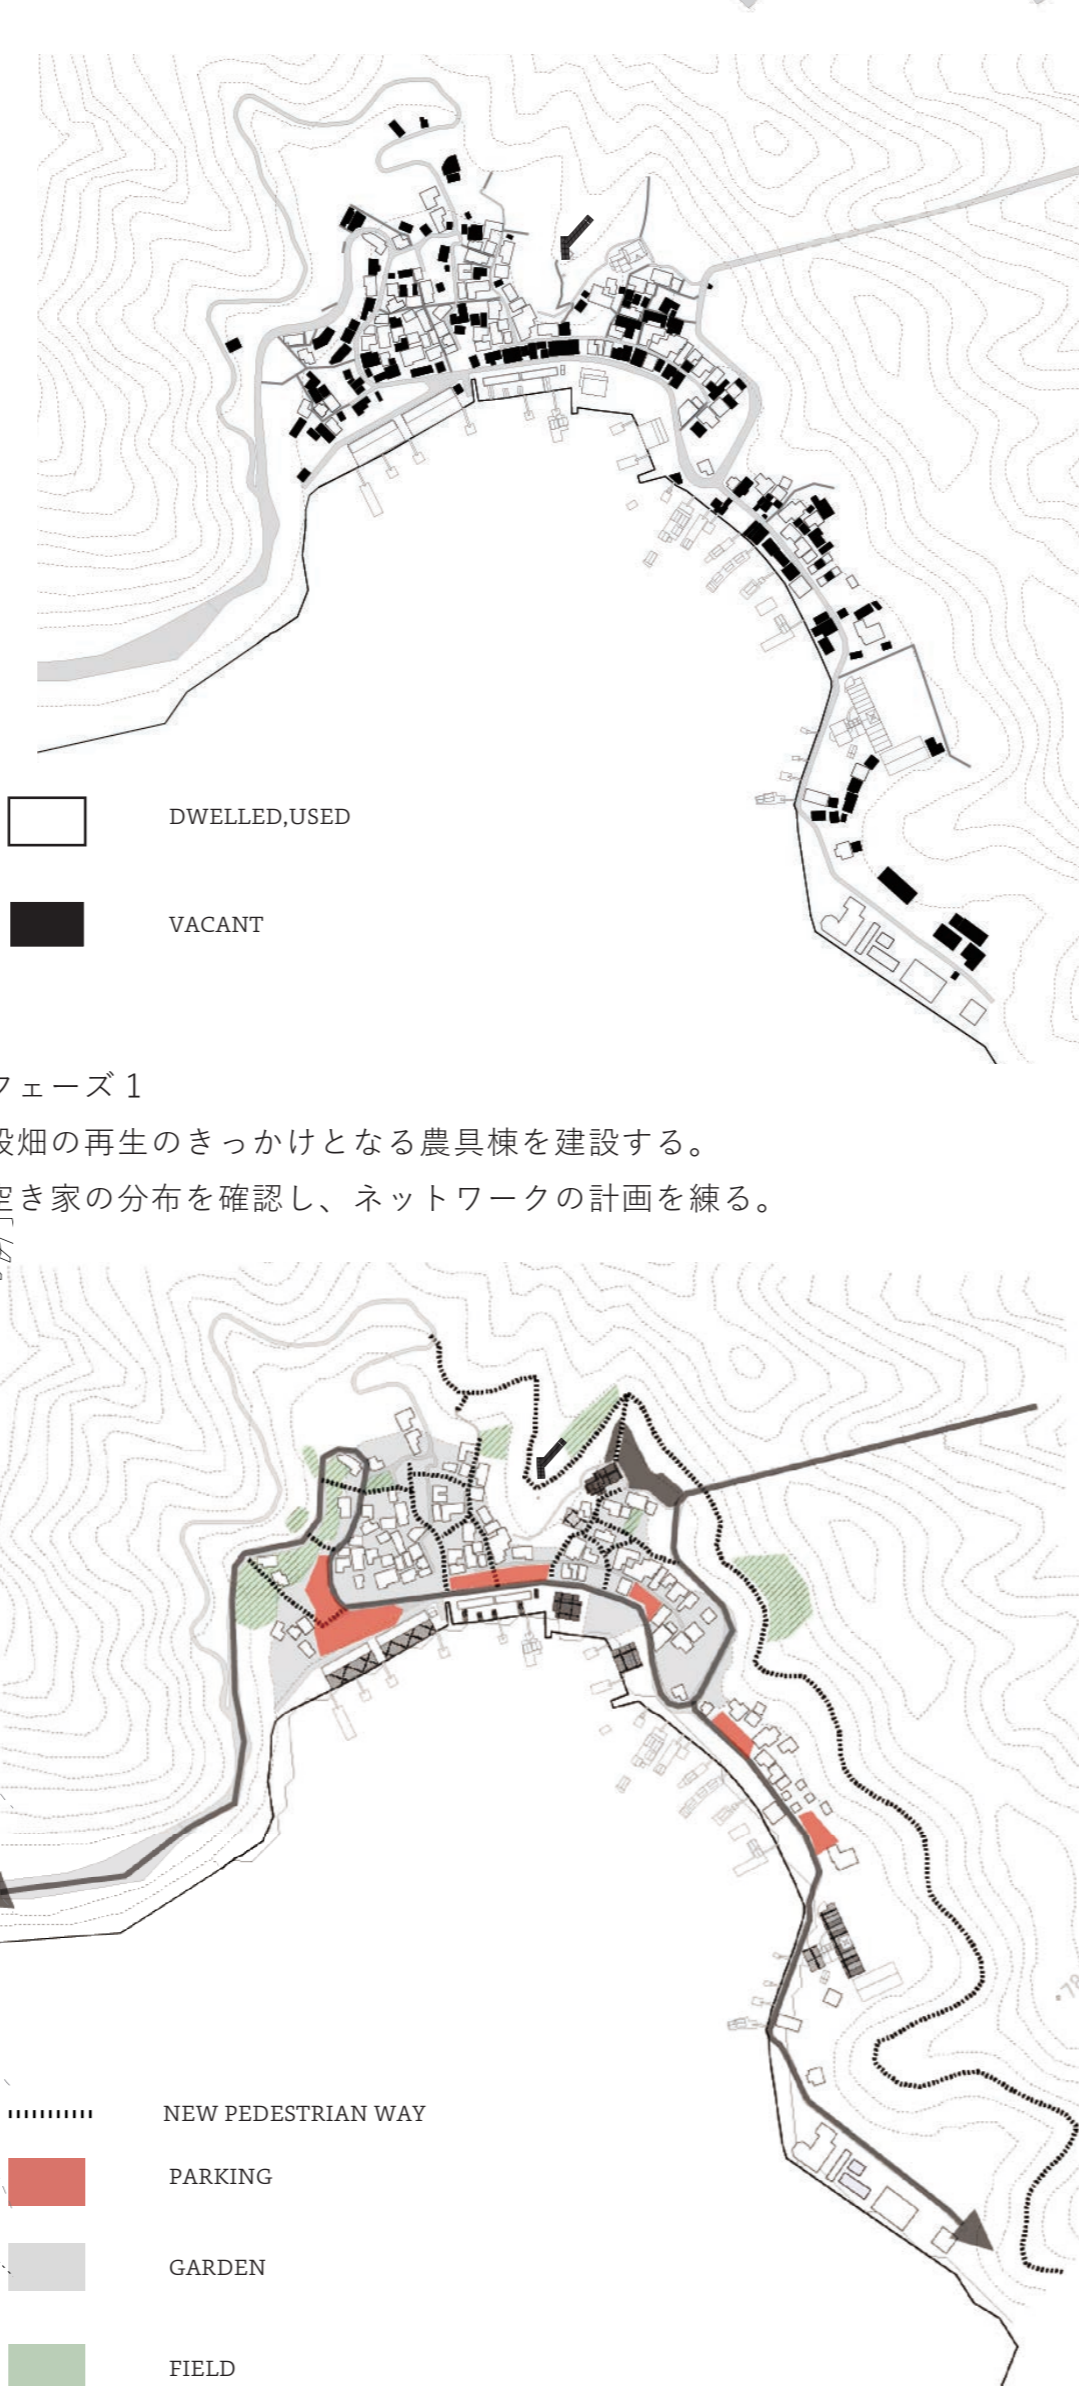 DWELLED,USED
VACANT
フェーズ 1
段畑の再生のきっかけとなる農具棟を建設する。
空き家の分布を確認し、ネットワークの計画を練る。
NEW PEDESTRIAN WAY
PARKING
GARDEN
FIELD